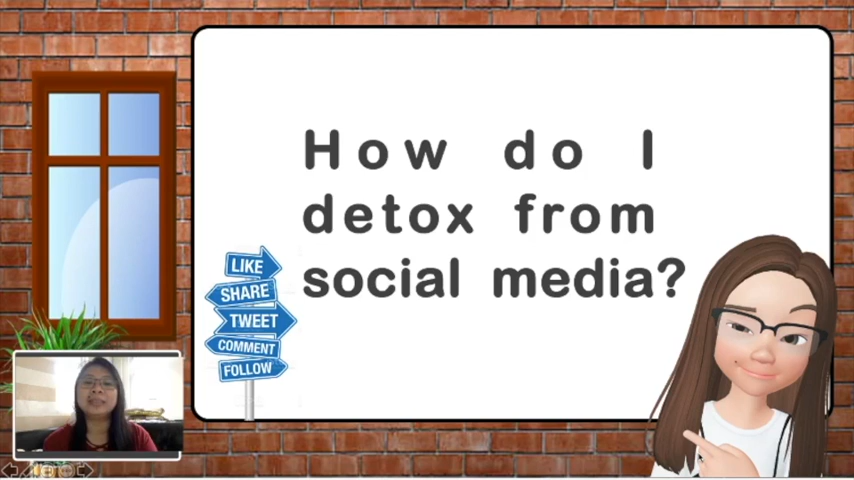 How do I
detox from
social media?
LIKE
SHARE
TWEET
COMMENT
FOLLOW